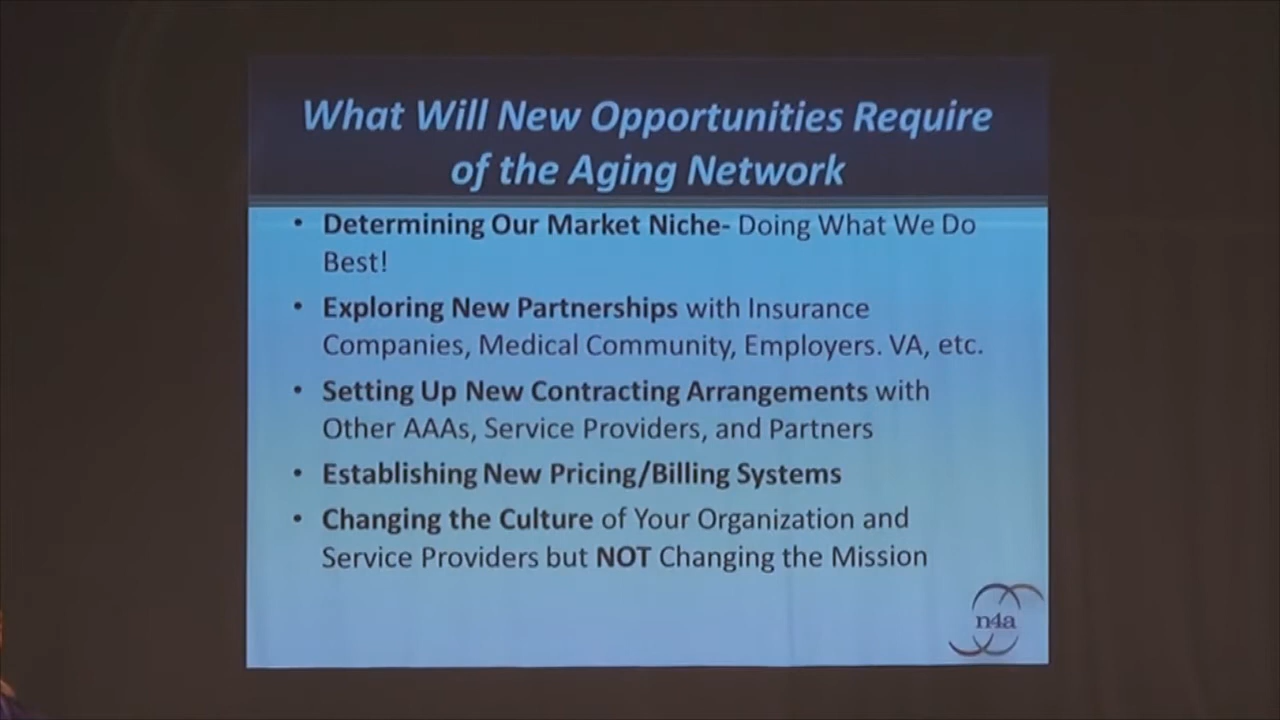 What Will New Opportunities Require
of the Aging Network
• Determining Our Market Niche- Doing What We Do
Best!
• Exploring New Partnerships with Insurance
Companies, Medical Community, Employers. VA, etc.
• Setting Up New Contracting Arrangements with
Other AAAs, Service Providers, and Partners
• Establishing New Pricing/Billing Systems
• Changing the Culture of Your Organization and
Service Providers but NOT Changing the Mission
n4a